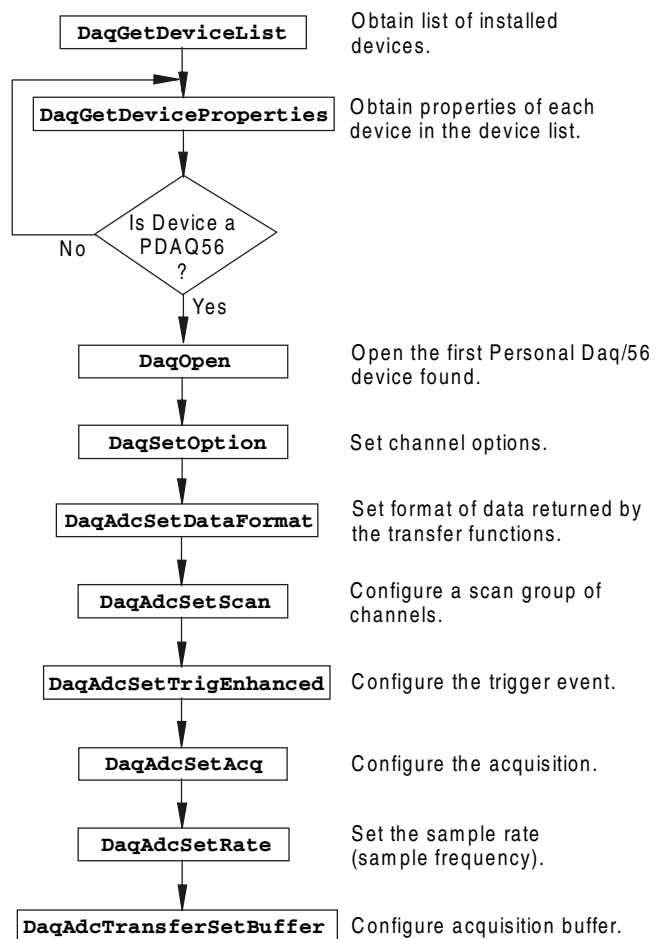 DaqGetDeviceList
Obtain list of installed
devices.
DaqGetDeviceProperties
Obtain properties of each
device in the device list.
Is Device a
PDAQ56
?
No
Yes
DaqOpen
Open the first Personal Daq/56
device found.
DaqSetOption
Set channel options.
DaqAdcSetDataFormat
Set format of data returned by
the transfer functions.
DaqAdcSetScan
Configure a scan group of
channels.
DaqAdcSetTrigEnhanced
Configure the trigger event.
DaqAdcSetAcq
Configure the acquisition.
DaqAdcSetRate
Set the sample rate
(sample frequency).
DaqAdcTransferSetBuffer
Configure acquisition buffer.